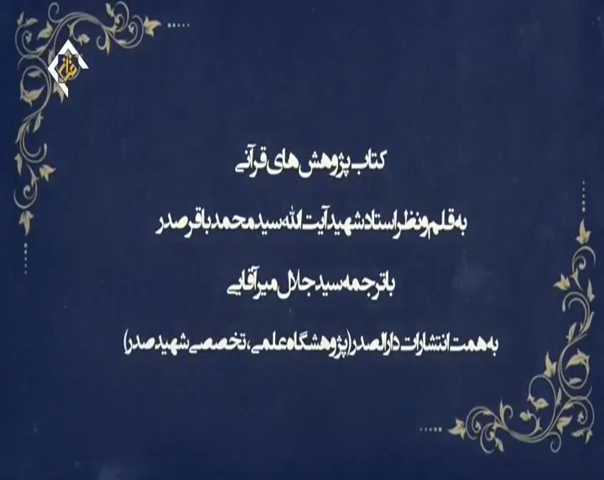 کتاب پژوهش های قرآنی
به قلم و نظر استاد شهید آیت الله سید محمد باقر صدر
با ترجمه سید جلال میرآقایی
به همت انتشارات دارالصدر (پژوهشگاه علمی، تخصصی شهید صدر)